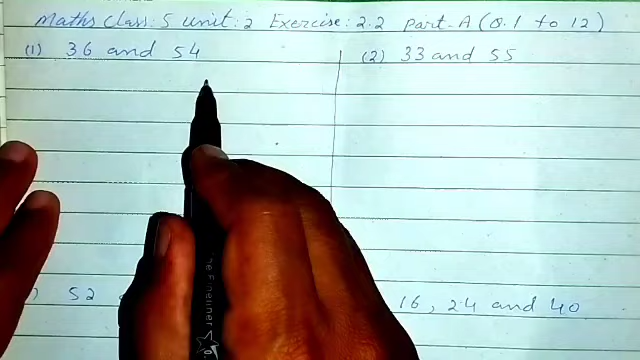 Maths Class: 5 unit: 2 Exercise: 2.2 part-A (Q.1 to 12)
(1) 36 and 54
(2) 33 and 55
52
16, 24 and 40
Fineliner